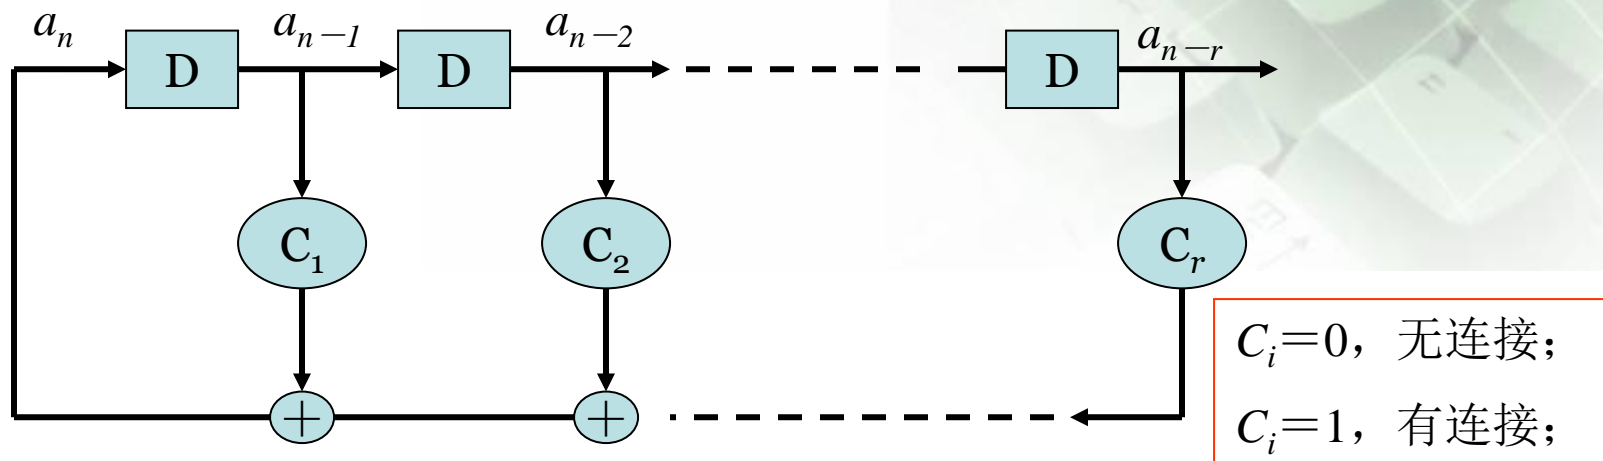 aₙ aₙ₋₁ aₙ₋₂ aₙ₋ᵣ
D D D
C₁ C₂ Cᵣ
+ +
Cᵢ=0，无连接；
Cᵢ=1，有连接；